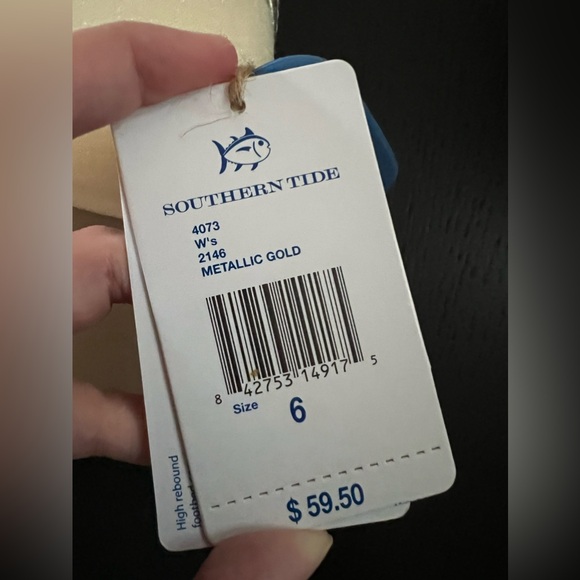 SOUTHERN TIDE
4073
W's
2146
METALLIC GOLD
8 42753 14917 5
Size 6
$ 59.50
High rebound
footbed